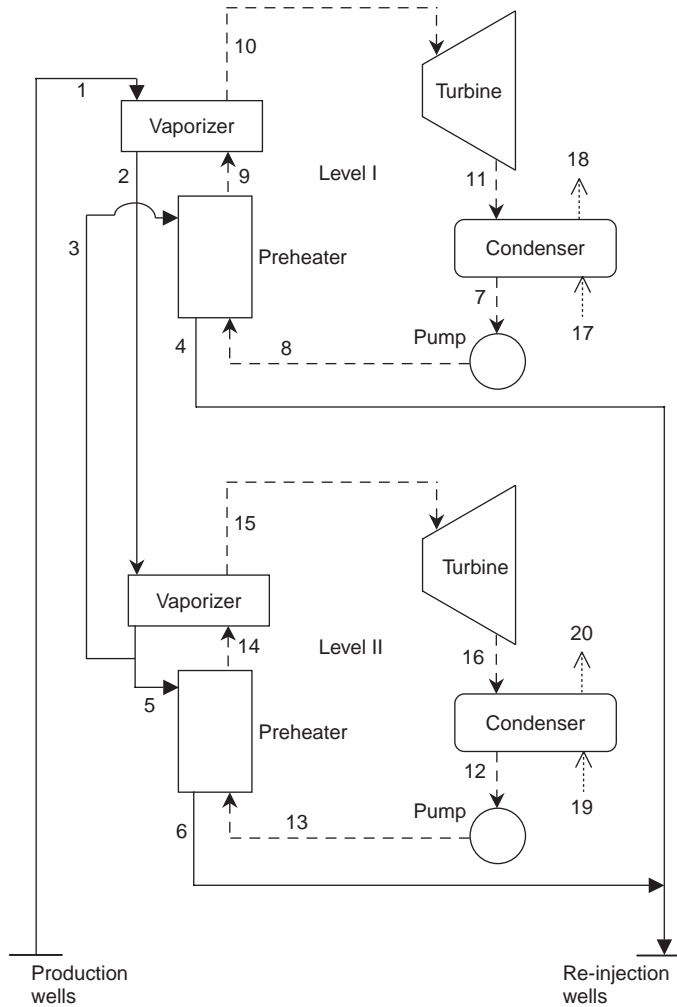 10
1
Turbine
Vaporizer
2
9
Level I
11
18
3
Preheater
Condenser
7
4
8
Pump
17
15
Turbine
Vaporizer
14
Level II
16
20
5
Preheater
Condenser
12
6
13
Pump
19
Production
wells
Re-injection
wells